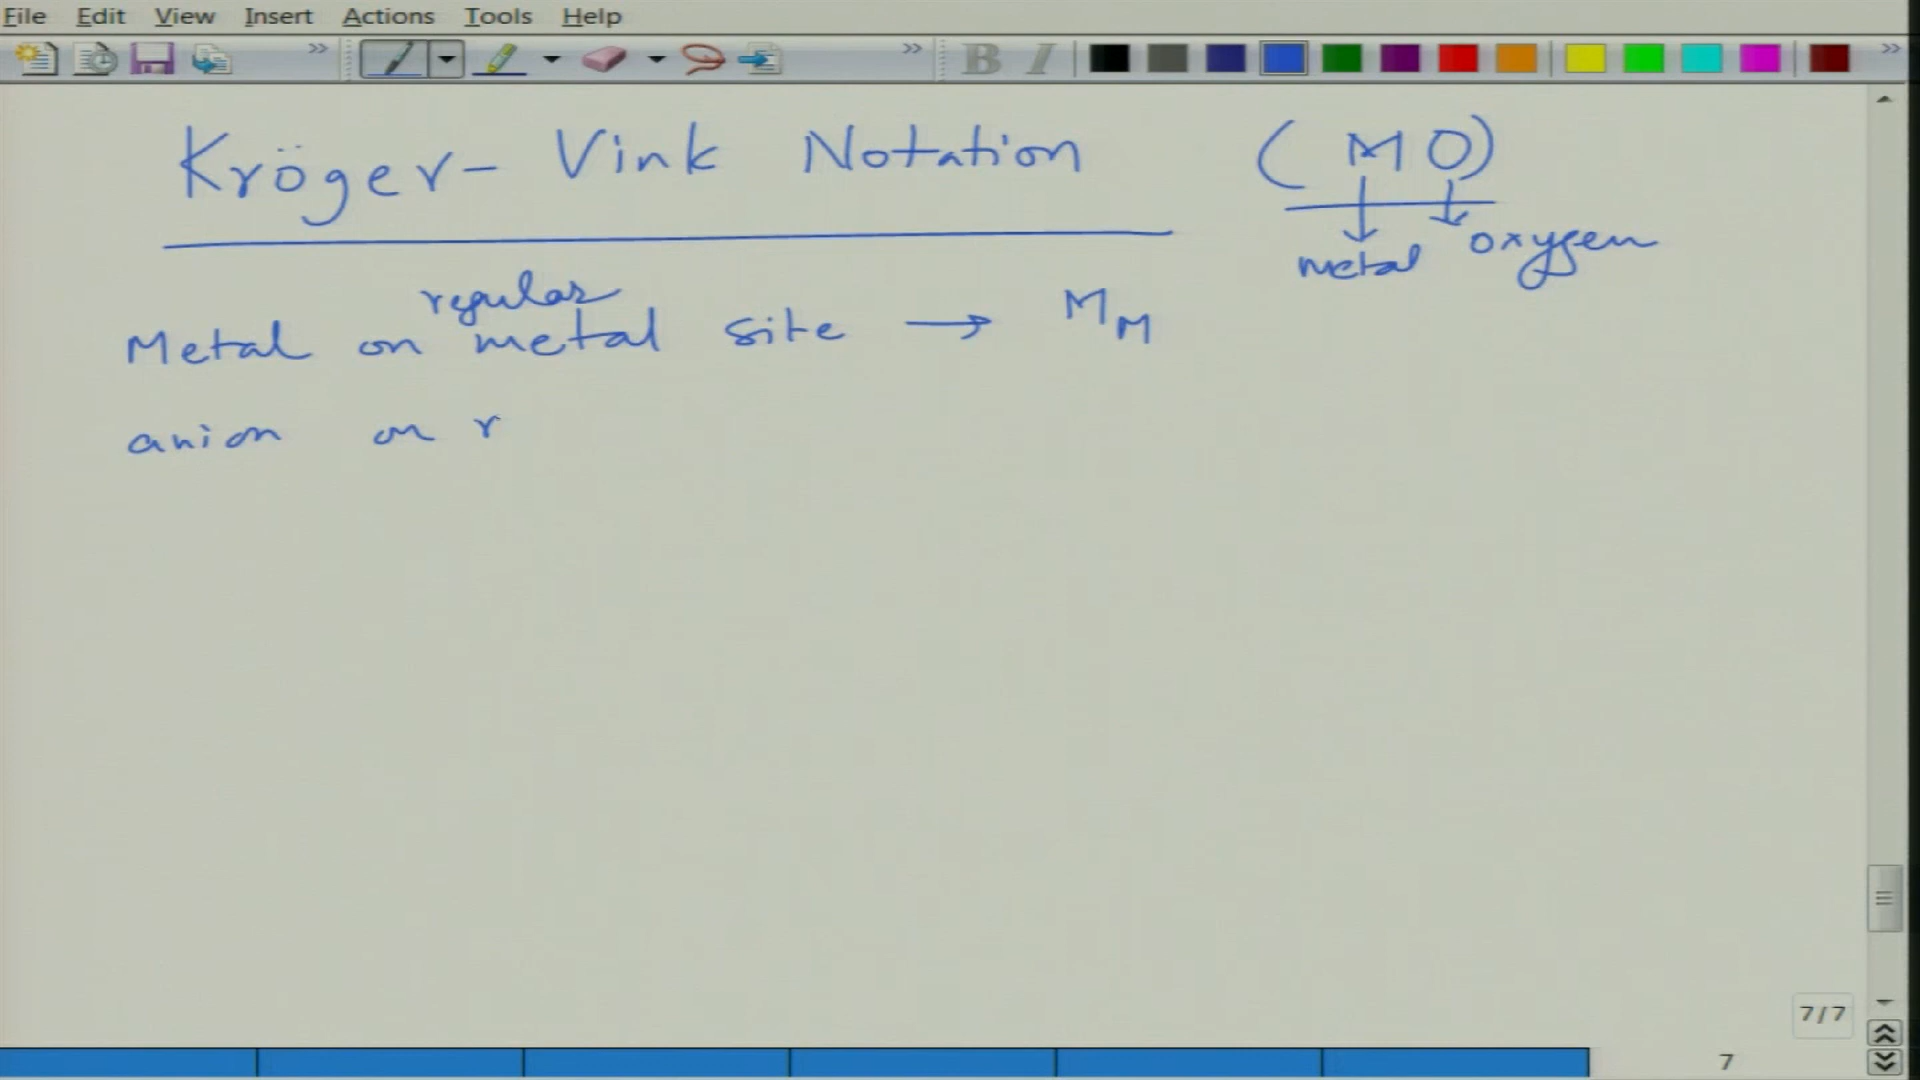 File Edit View Insert Actions Tools Help
B I
Kröger-Vink Notation (MO)
metal oxygen
regular
Metal on metal site → M_M
anion on r
7/7
7